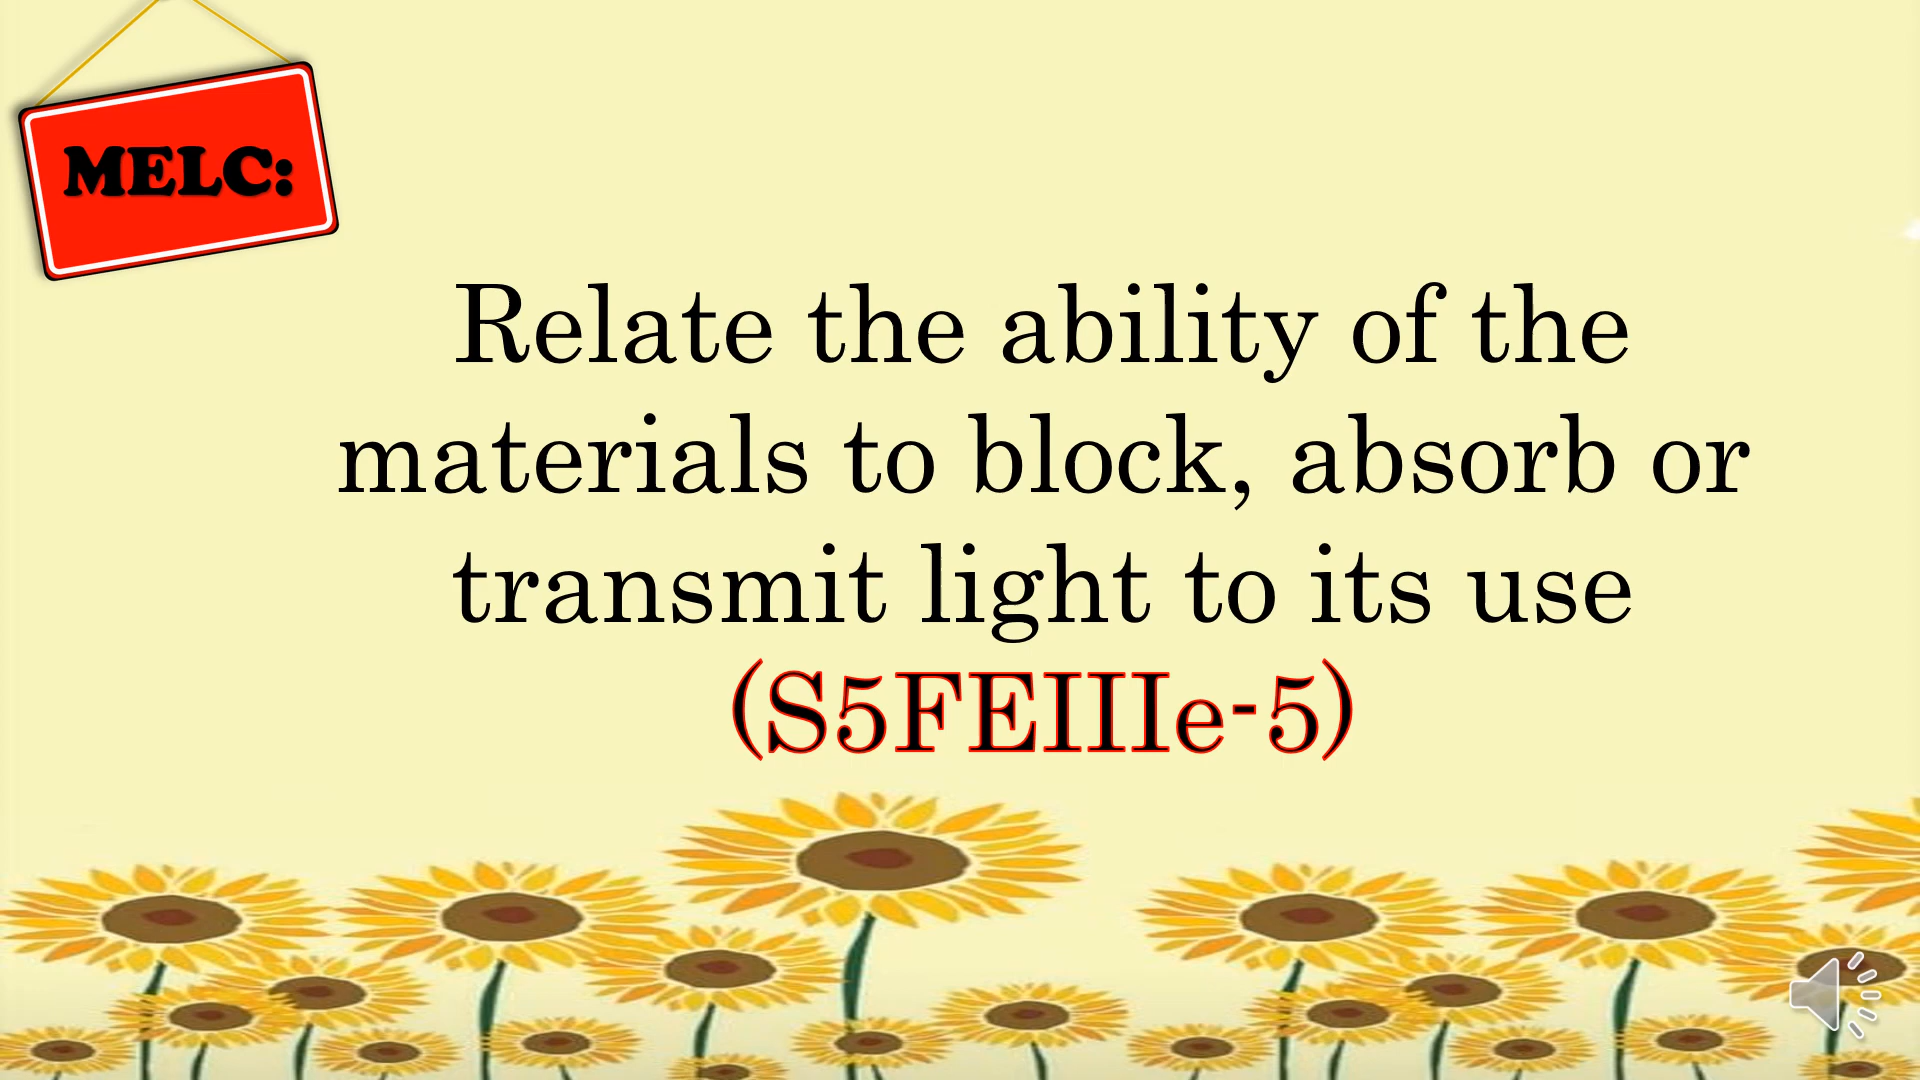 MELC:
Relate the ability of the
materials to block, absorb or
transmit light to its use
(S5FEIIIe-5)